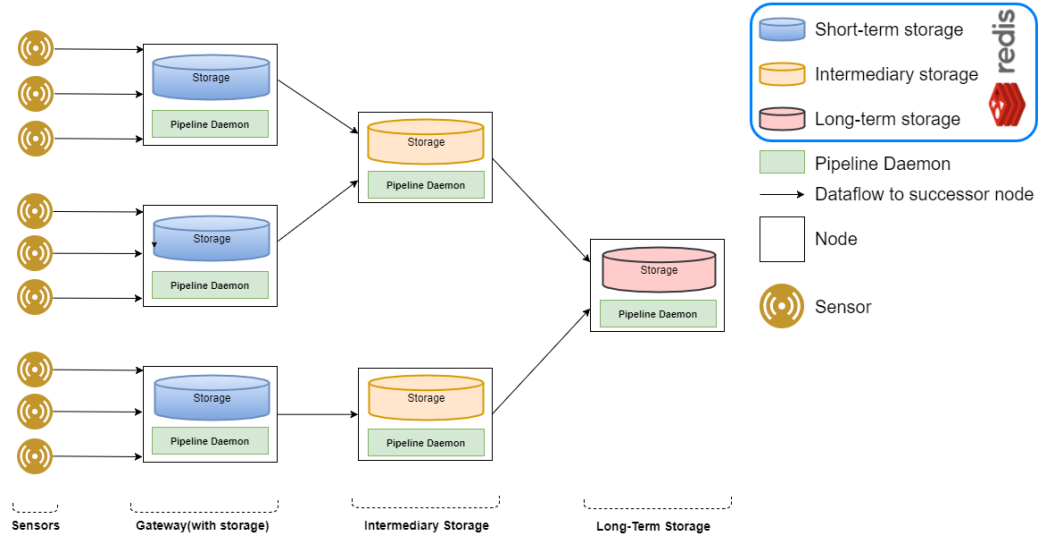 Storage
Pipeline Daemon
Storage
Pipeline Daemon
Storage
Pipeline Daemon
Storage
Pipeline Daemon
Storage
Pipeline Daemon
Storage
Pipeline Daemon
Sensors
Gateway(with storage)
Intermediary Storage
Long-Term Storage
Short-term storage
Intermediary storage
Long-term storage
redis
Pipeline Daemon
Dataflow to successor node
Node
Sensor